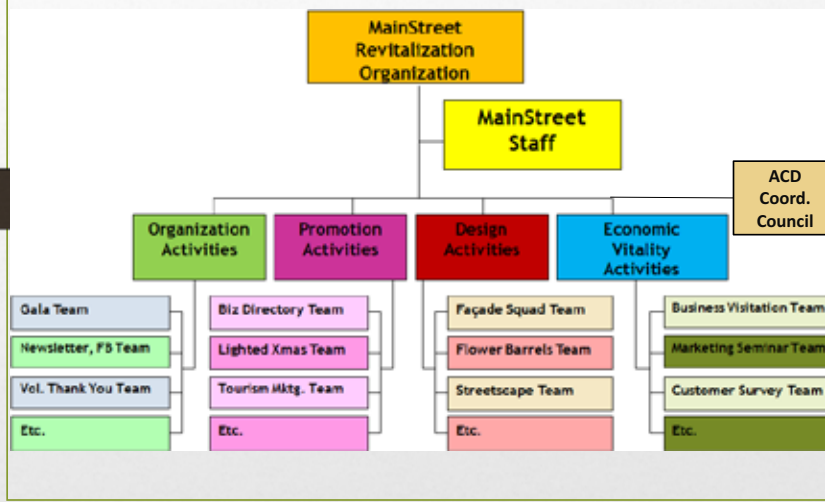 MainStreet
Revitalization
Organization
MainStreet
Staff
ACD
Coord.
Council
Organization
Activities
Promotion
Activities
Design
Activities
Economic
Vitality
Activities
Gala Team
Newsletter, FB Team
Vol. Thank You Team
Etc.
Biz Directory Team
Lighted Xmas Team
Tourism Mktg. Team
Etc.
Façade Squad Team
Flower Barrels Team
Streetscape Team
Etc.
Business Visitation Team
Marketing Seminar Team
Customer Survey Team
Etc.